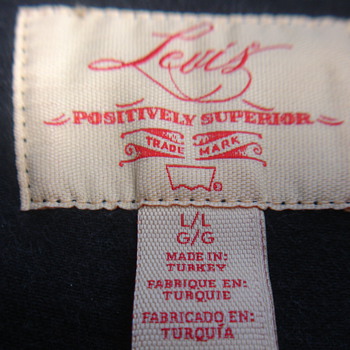 Levi's
POSITIVELY SUPERIOR
TRADE MARK
L/L
G/G
MADE IN:
TURKEY
FABRIQUE EN:
TURQUIE
FABRICADO EN:
TURQUÍA